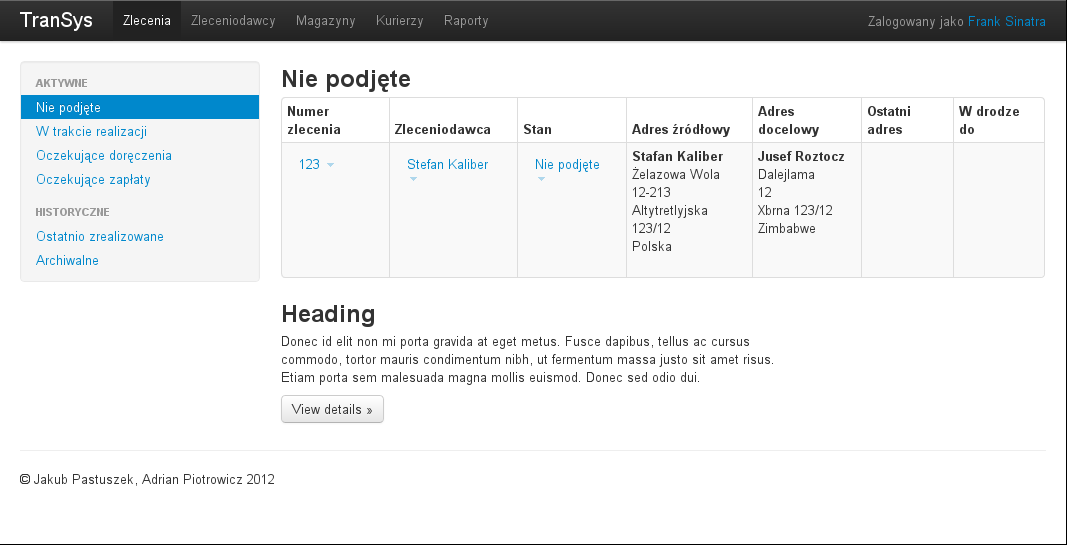 TranSys Zlecenia Zleceniodawcy Magazyny Kurierzy Raporty Zalogowany jako Frank Sinatra
AKTYWNE
Nie podjęte
W trakcie realizacji
Oczekujące doręczenia
Oczekujące zapłaty
HISTORYCZNE
Ostatnio zrealizowane
Archiwalne
Nie podjęte
Numer
zlecenia
Zleceniodawca
Stan
Adres źródłowy
Adres
docelowy
Ostatni
adres
W drodze
do
123
Stefan Kaliber
Nie podjęte
Stafan Kaliber
Żelazowa Wola
12-213
Altytretlyjska
123/12
Polska
Jusef Roztocz
Dalejlama
12
Xbrna 123/12
Zimbabwe
Heading
Donec id elit non mi porta gravida at eget metus. Fusce dapibus, tellus ac cursus
commodo, tortor mauris condimentum nibh, ut fermentum massa justo sit amet risus.
Etiam porta sem malesuada magna mollis euismod. Donec sed odio dui.
View details »
© Jakub Pastuszek, Adrian Piotrowicz 2012